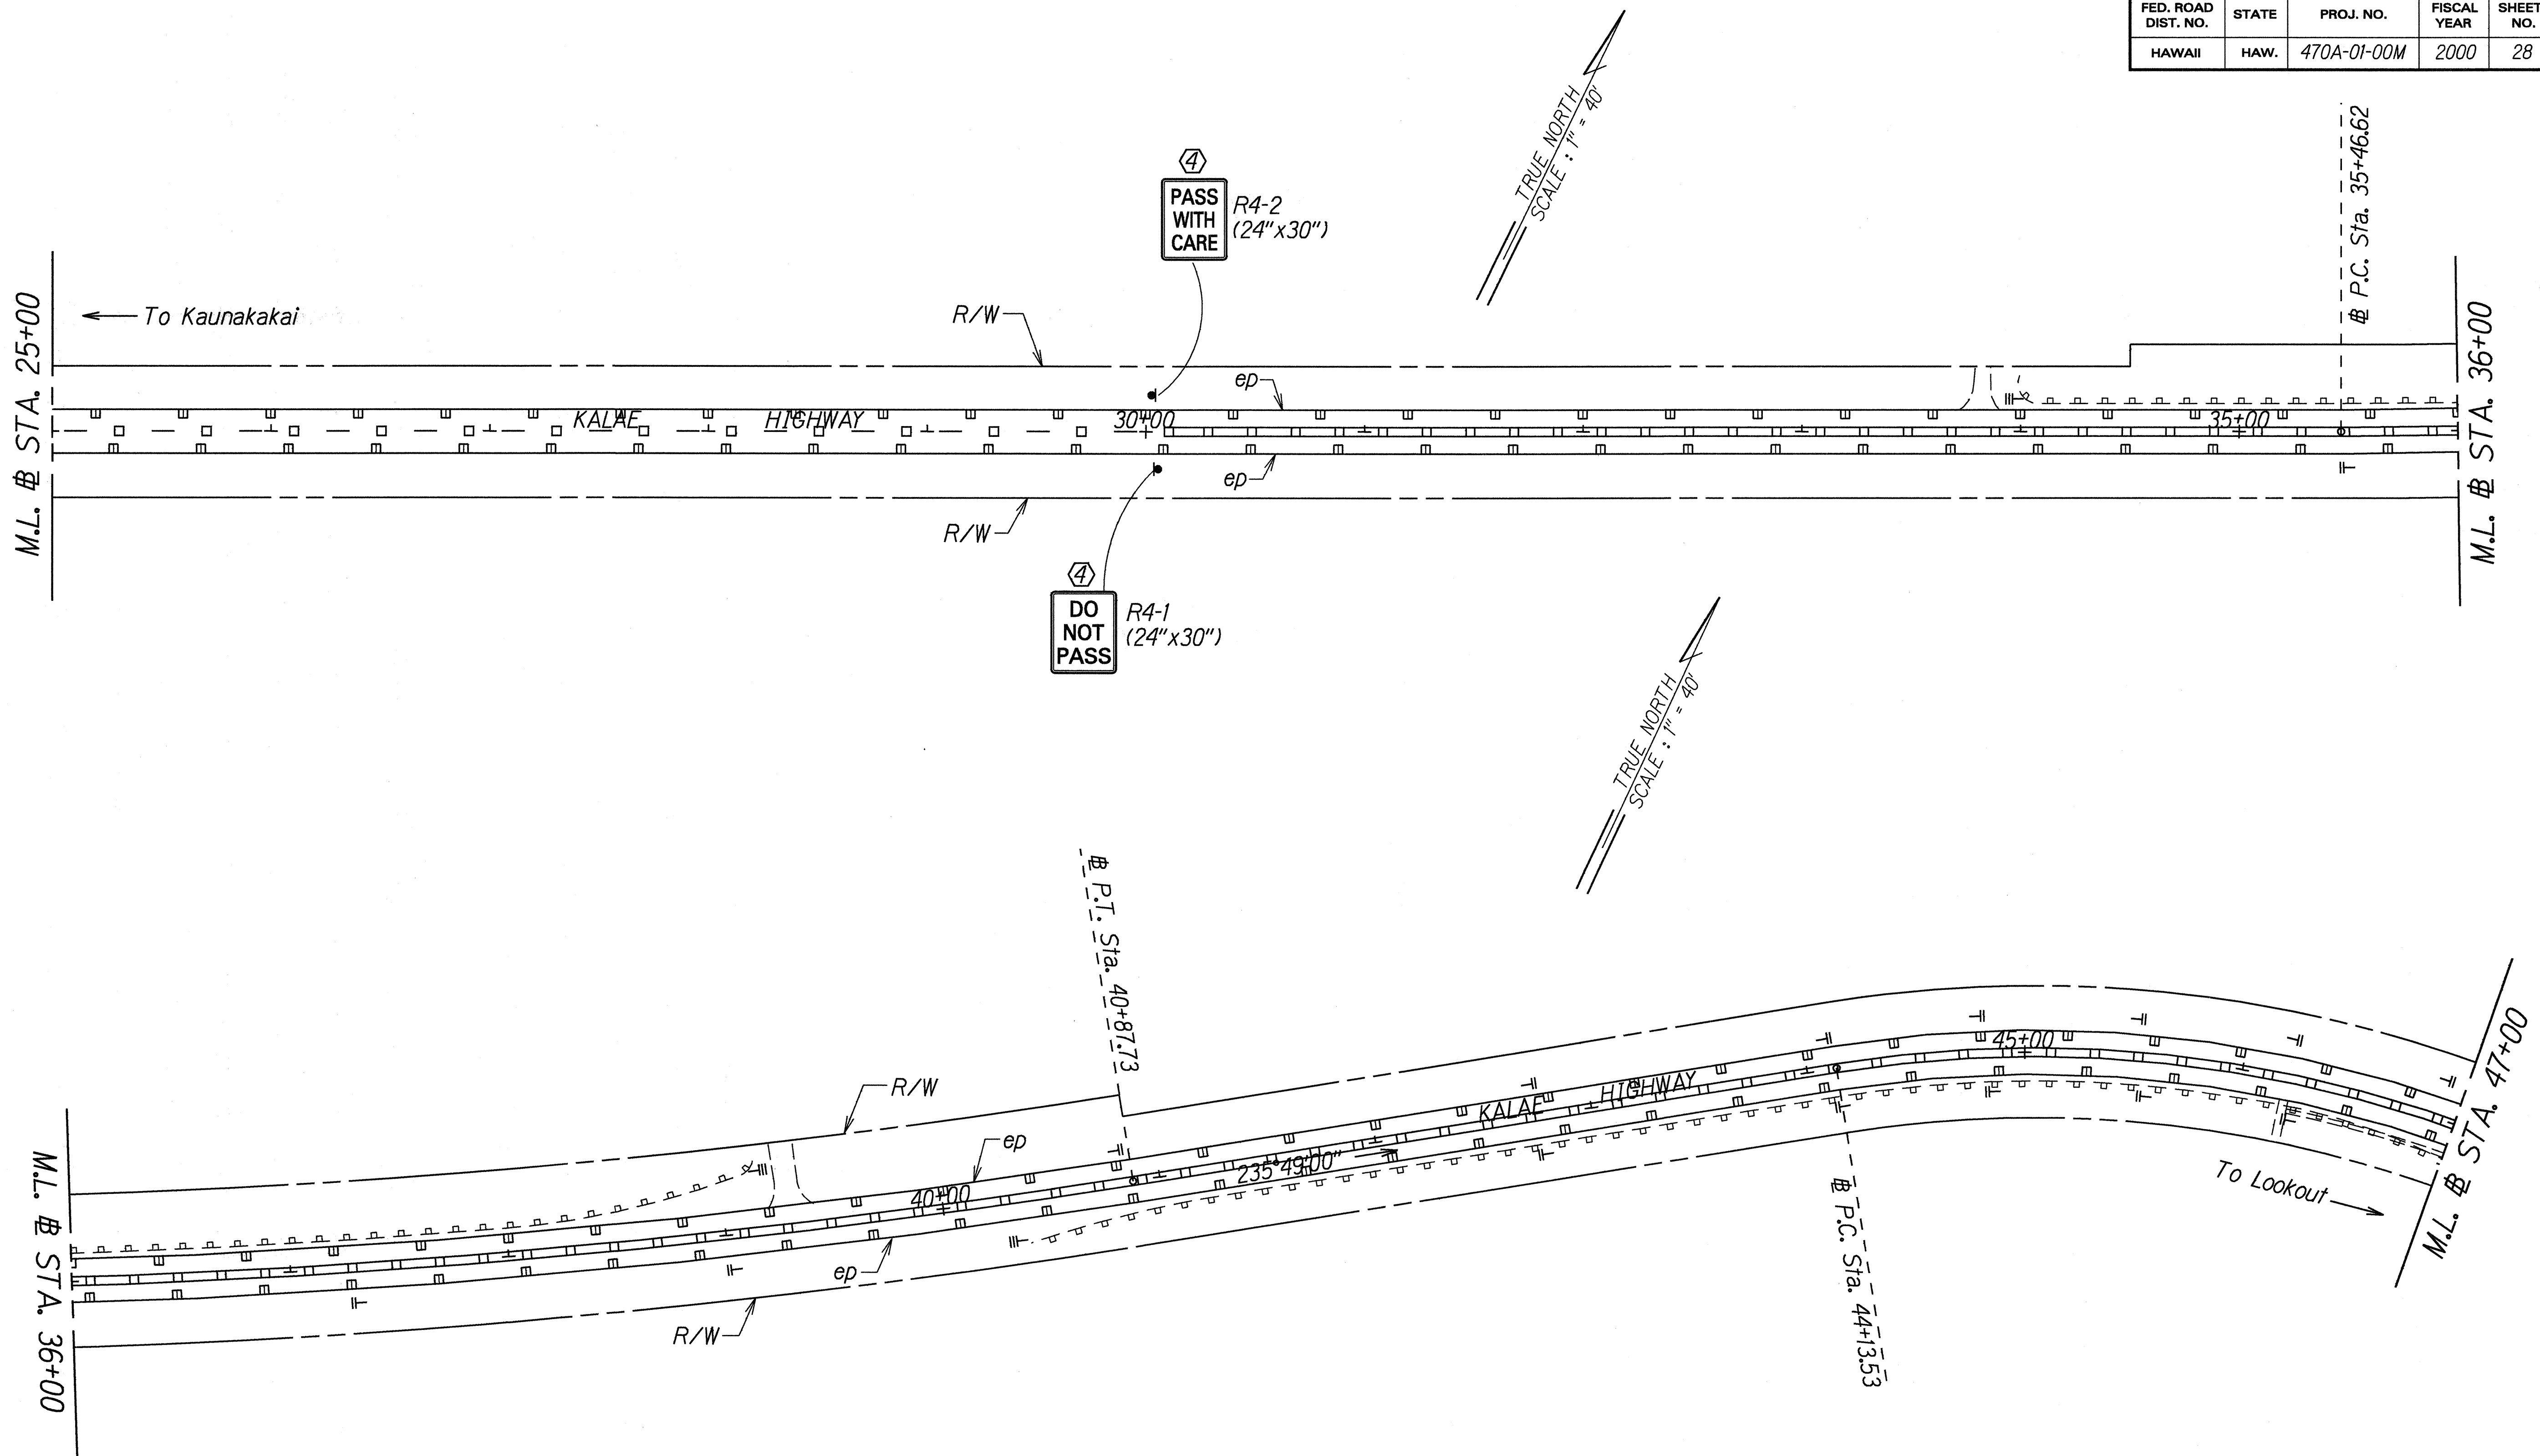 FED. ROAD DIST. NO. STATE PROJ. NO. FISCAL YEAR SHEET NO.
HAWAII HAW. 470A-01-00M 2000 28
TRUE NORTH
SCALE : 1" = 40'
℄ P.C. Sta. 35+46.62
4
PASS
WITH
CARE
R4-2
(24"x30")
To Kaunakakai
R/W
M.L. ℄ STA. 25+00
ep
KALAE HIGHWAY
30+00
35+00
M.L. ℄ STA. 36+00
ep
R/W
4
DO
NOT
PASS
R4-1
(24"x30")
TRUE NORTH
SCALE : 1" = 40'
℄ P.T. Sta. 40+87.73
R/W
ep
40+00
235°49'00"
KALAE HIGHWAY
45+00
M.L. ℄ STA. 36+00
ep
R/W
℄ P.C. Sta. 44+13.53
To Lookout
M.L. ℄ STA. 47+00